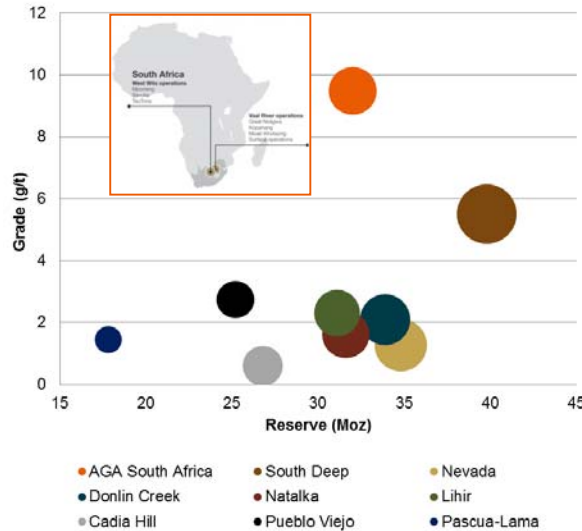 12
10
8
6
4
2
0
Grade (g/t)
South Africa
West Wits operations
Mponeng
Savuka
TauTona
Vaal River operations
Great Noligwa
Kopanang
Moab Khotsong
Surface operations
15 20 25 30 35 40 45
Reserve (Moz)
AGA South Africa South Deep Nevada
Donlin Creek Natalka Lihir
Cadia Hill Pueblo Viejo Pascua-Lama